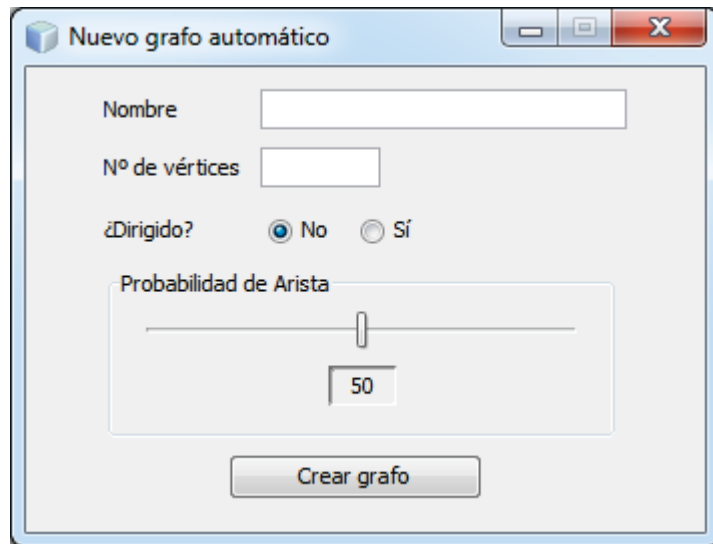 Nuevo grafo automático
Nombre
Nº de vértices
¿Dirigido? No Sí
Probabilidad de Arista
50
Crear grafo